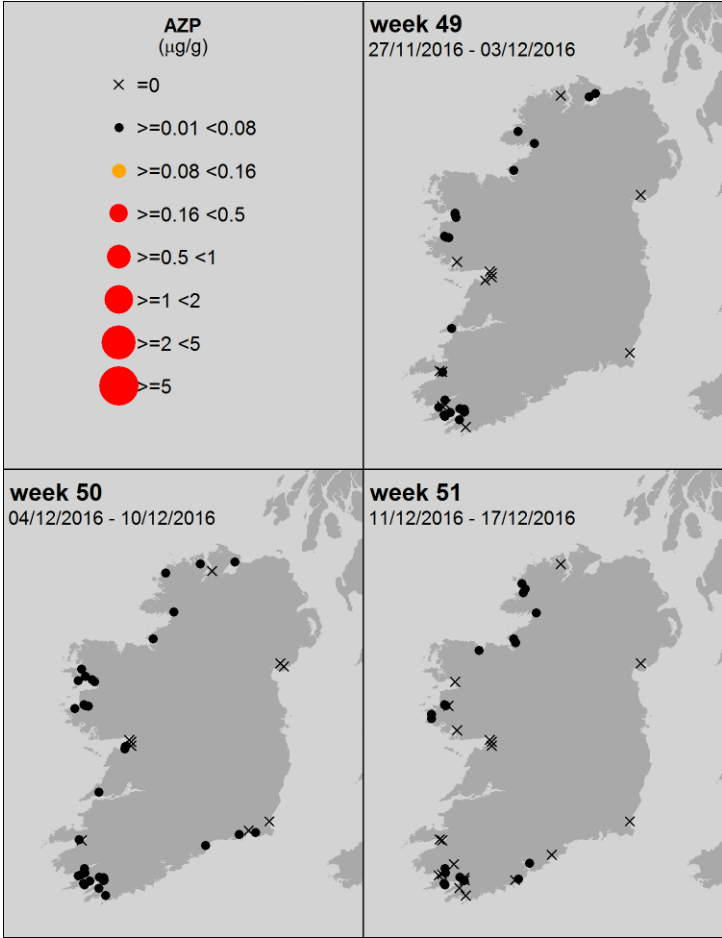 AZP
(µg/g)
=0
>=0.01 <0.08
>=0.08 <0.16
>=0.16 <0.5
>=0.5 <1
>=1 <2
>=2 <5
>=5
week 49
27/11/2016 - 03/12/2016
week 50
04/12/2016 - 10/12/2016
week 51
11/12/2016 - 17/12/2016